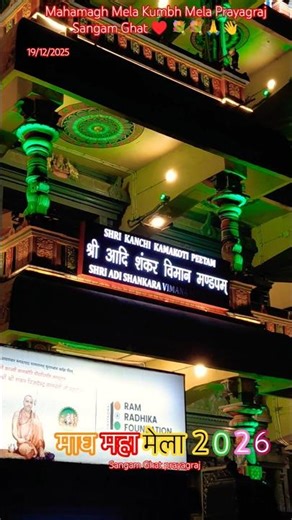 Mahamagh Mela Kumbh Mela Prayagraj
Sangam Ghat
19/12/2025
SHRI KANCHI KAMAKOTI PEETAM
श्री आदि शंकर विमान मण्डपम्
SHRI ADI SHANKARA VIMANA
RAM
RADHIKA
FOUNDATION
माघ महा मेला 2026
Sangam Ghat prayagraj